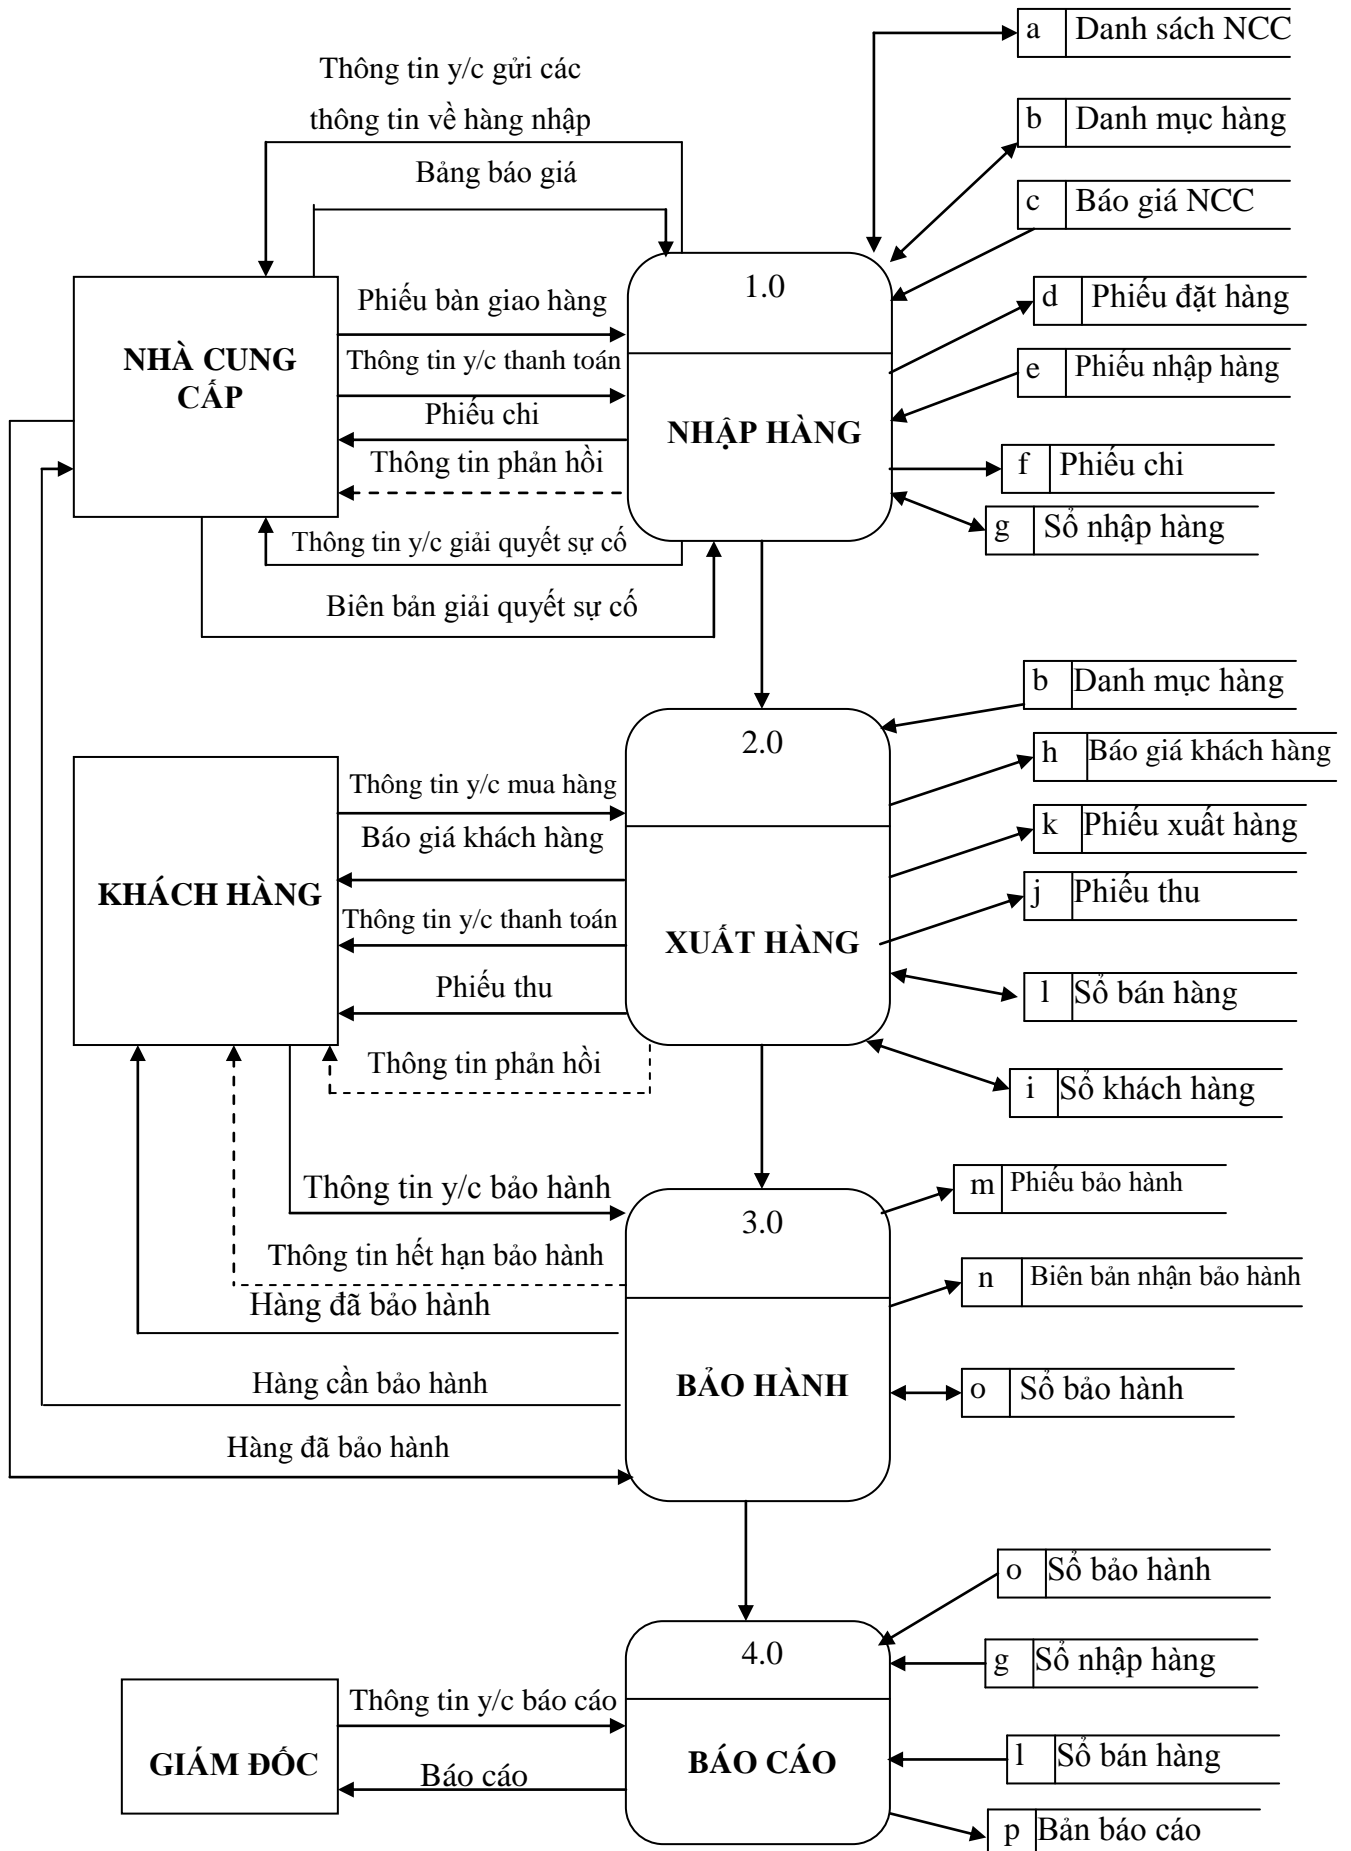 a Danh sách NCC
Thông tin y/c gửi các
thông tin về hàng nhập
b Danh mục hàng
Bảng báo giá
c Báo giá NCC
1.0
Phiếu bàn giao hàng
d Phiếu đặt hàng
NHÀ CUNG
CẤP
Thông tin y/c thanh toán
e Phiếu nhập hàng
Phiếu chi
NHẬP HÀNG
Thông tin phản hồi
f Phiếu chi
g Sổ nhập hàng
Thông tin y/c giải quyết sự cố
Biên bản giải quyết sự cố
b Danh mục hàng
2.0
h Báo giá khách hàng
Thông tin y/c mua hàng
k Phiếu xuất hàng
Báo giá khách hàng
KHÁCH HÀNG
j Phiếu thu
Thông tin y/c thanh toán
XUẤT HÀNG
Phiếu thu
l Sổ bán hàng
Thông tin phản hồi
i Sổ khách hàng
Thông tin y/c bảo hành
m Phiếu bảo hành
3.0
Thông tin hết hạn bảo hành
n Biên bản nhận bảo hành
Hàng đã bảo hành
Hàng cần bảo hành
BẢO HÀNH
o Sổ bảo hành
Hàng đã bảo hành
o Sổ bảo hành
4.0
g Sổ nhập hàng
Thông tin y/c báo cáo
GIÁM ĐỐC
BÁO CÁO
l Sổ bán hàng
Báo cáo
p Bản báo cáo